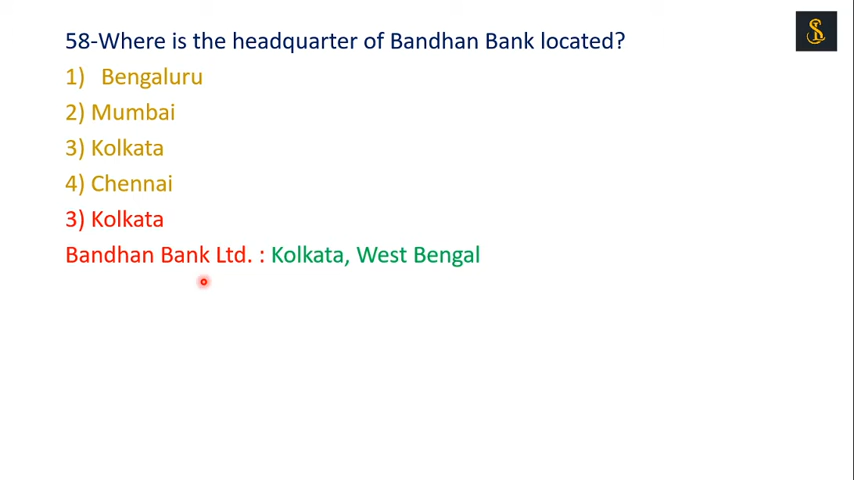 58-Where is the headquarter of Bandhan Bank located?
1) Bengaluru
2) Mumbai
3) Kolkata
4) Chennai
3) Kolkata
Bandhan Bank Ltd. : Kolkata, West Bengal